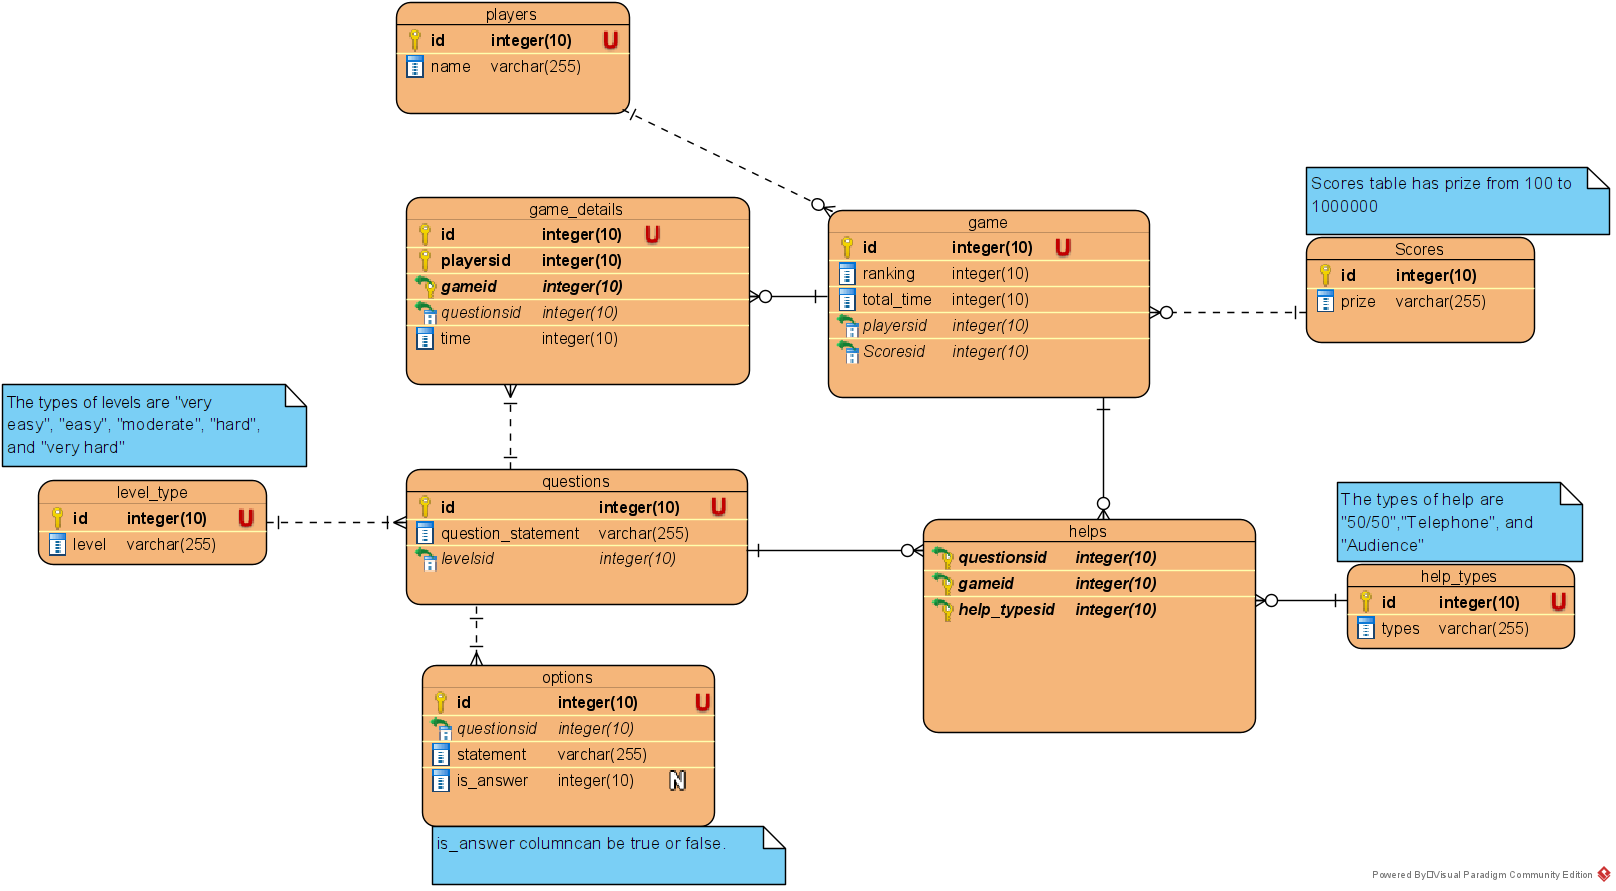 players
id integer(10) U
name varchar(255)
game_details
id integer(10) U
playersid integer(10)
gameid integer(10)
questionsid integer(10)
time integer(10)
game
id integer(10) U
ranking integer(10)
total_time integer(10)
playersid integer(10)
Scoresid integer(10)
Scores table has prize from 100 to
1000000
Scores
id integer(10)
prize varchar(255)
The types of levels are "very
easy", "easy", "moderate", "hard",
and "very hard"
level_type
id integer(10) U
level varchar(255)
questions
id integer(10) U
question_statement varchar(255)
levelsid integer(10)
helps
questionsid integer(10)
gameid integer(10)
help_typesid integer(10)
The types of help are
"50/50","Telephone", and
"Audience"
help_types
id integer(10) U
types varchar(255)
options
id integer(10) U
questionsid integer(10)
statement varchar(255)
is_answer integer(10) N
is_answer columncan be true or false.
Powered By□Visual Paradigm Community Edition